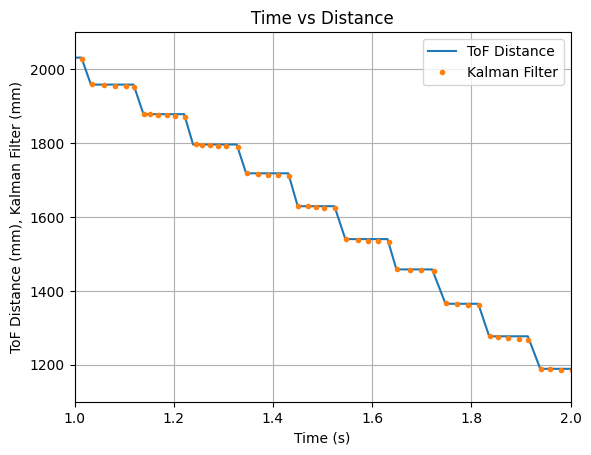 Time vs Distance
ToF Distance
Kalman Filter
ToF Distance (mm), Kalman Filter (mm)
2000
1800
1600
1400
1200
1.0 1.2 1.4 1.6 1.8 2.0
Time (s)